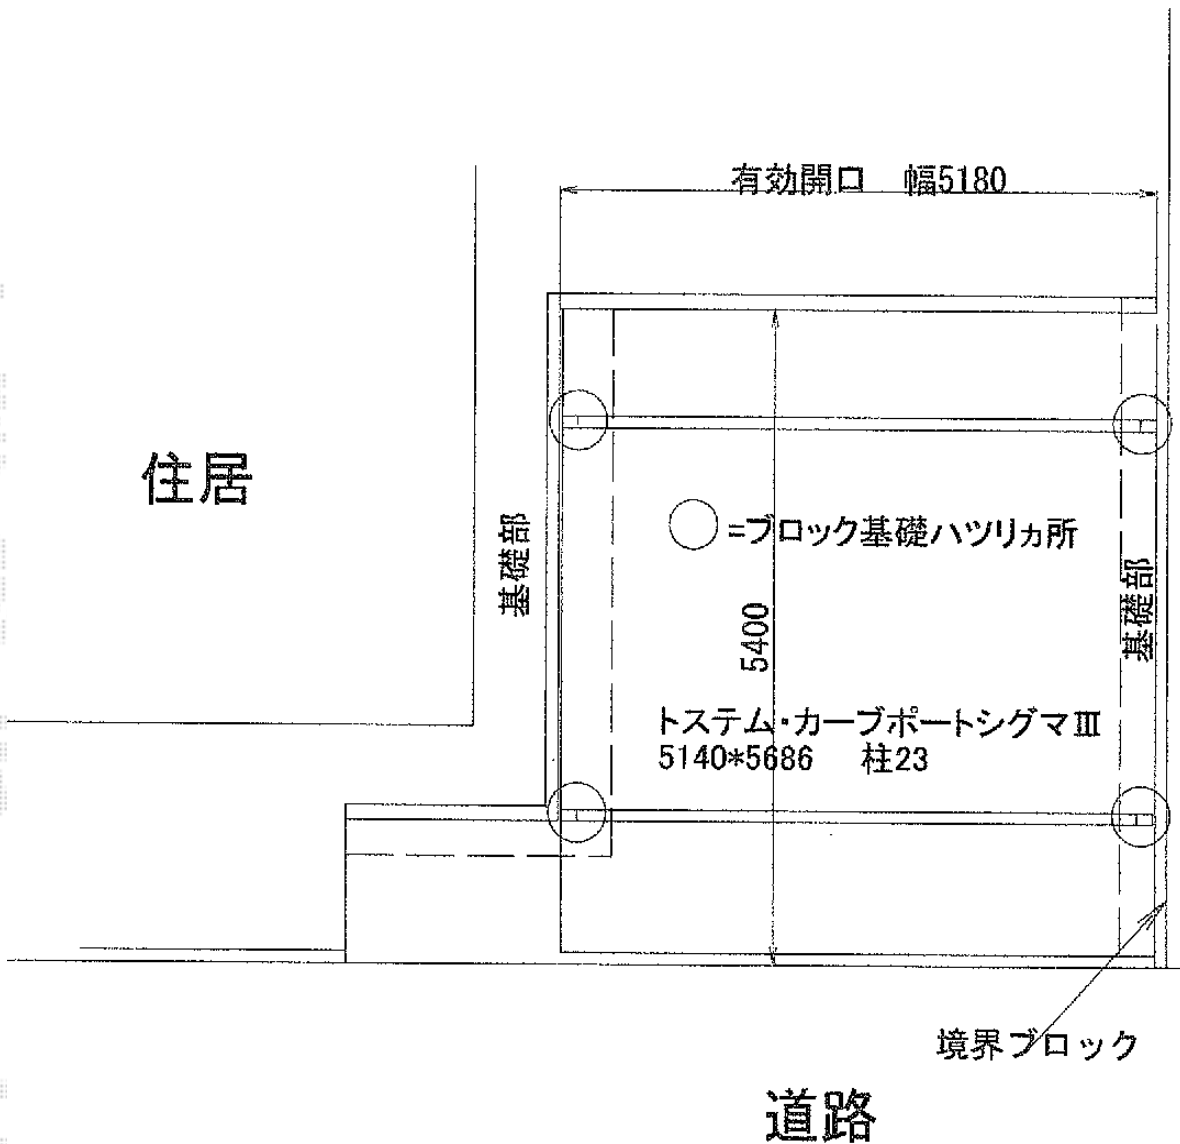 有効開口　幅5180
住居
基礎部
=ブロック基礎ハツリカ所
基礎部
5400
トステム・カーブポートシグマⅢ
5140*5686　柱23
境界ブロック
道路